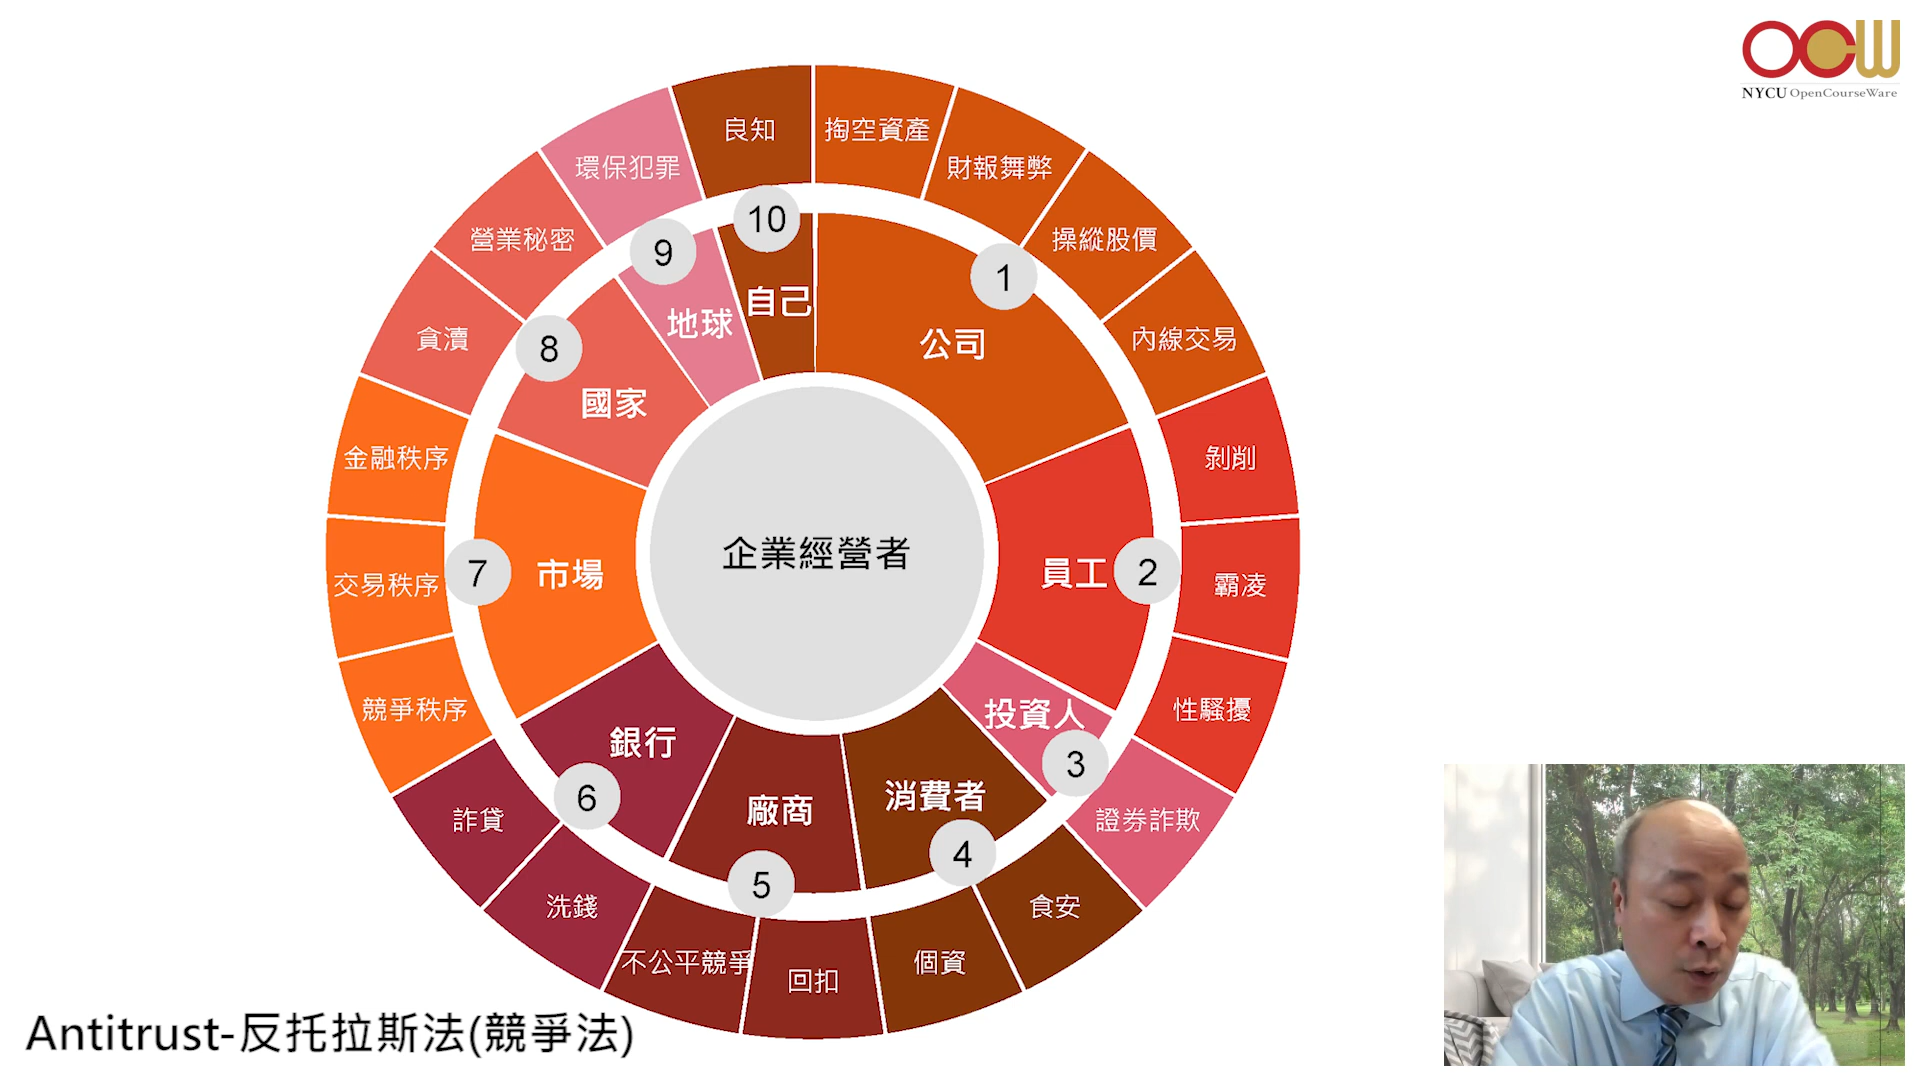 OCW
NYCU OpenCourseWare
良知
掏空資產
財報舞弊
操縱股價
內線交易
剝削
霸凌
性騷擾
證券詐欺
食安
個資
回扣
不公平競爭
洗錢
詐貸
競爭秩序
交易秩序
金融秩序
貪瀆
營業秘密
環保犯罪
1
公司
2
員工
3
投資人
4
消費者
5
廠商
6
銀行
7
市場
8
國家
9
地球
10
自己
企業經營者
Antitrust-反托拉斯法(競爭法)